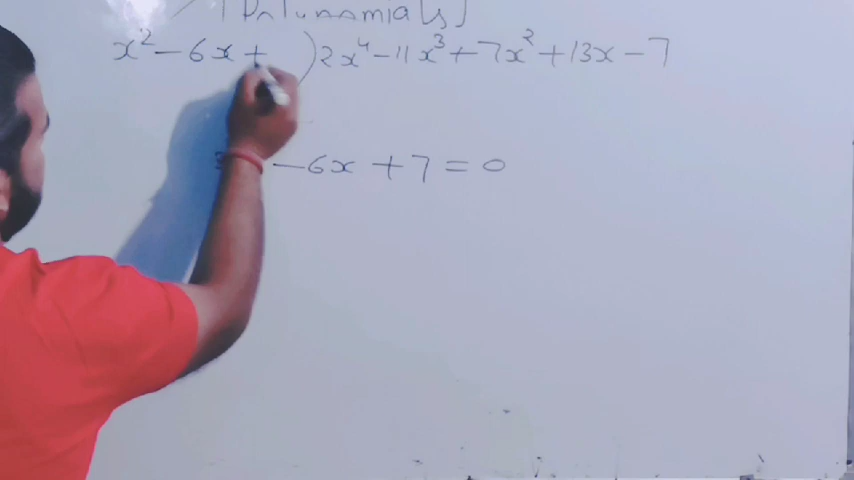 [Polynomials]
x² - 6x + ) 2x⁴ - 11x³ + 7x² + 13x - 7
- 6x + 7 = 0